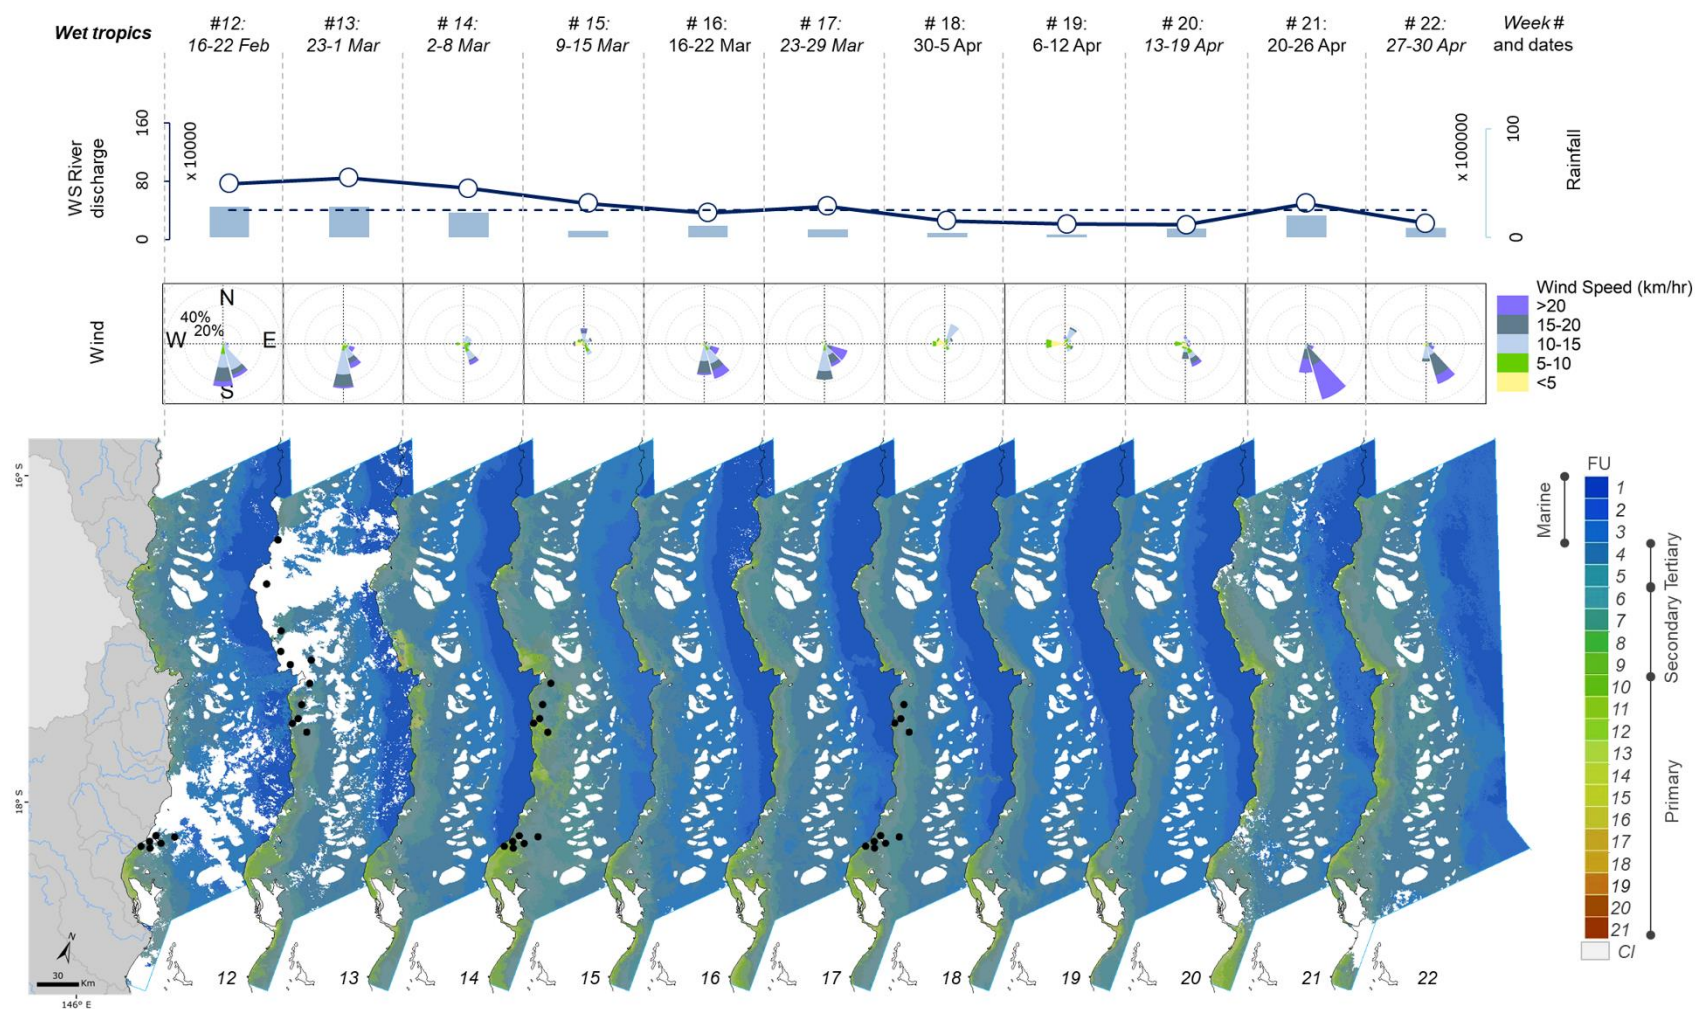 Wet tropics
#12:
16-22 Feb
#13:
23-1 Mar
# 14:
2-8 Mar
# 15:
9-15 Mar
# 16:
16-22 Mar
# 17:
23-29 Mar
# 18:
30-5 Apr
# 19:
6-12 Apr
# 20:
13-19 Apr
# 21:
20-26 Apr
# 22:
27-30 Apr
Week #
and dates
WS River
discharge
160
80
0
x 10000
x 100000
100
0
Rainfall
Wind
N
40%
20%
W
E
S
Wind Speed (km/hr)
>20
15-20
10-15
5-10
<5
16° S
18° S
N
30
Km
146° E
12
13
14
15
16
17
18
19
20
21
22
FU
1
2
3
4
5
6
7
8
9
10
11
12
13
14
15
16
17
18
19
20
21
CI
Marine
Tertiary
Secondary
Primary